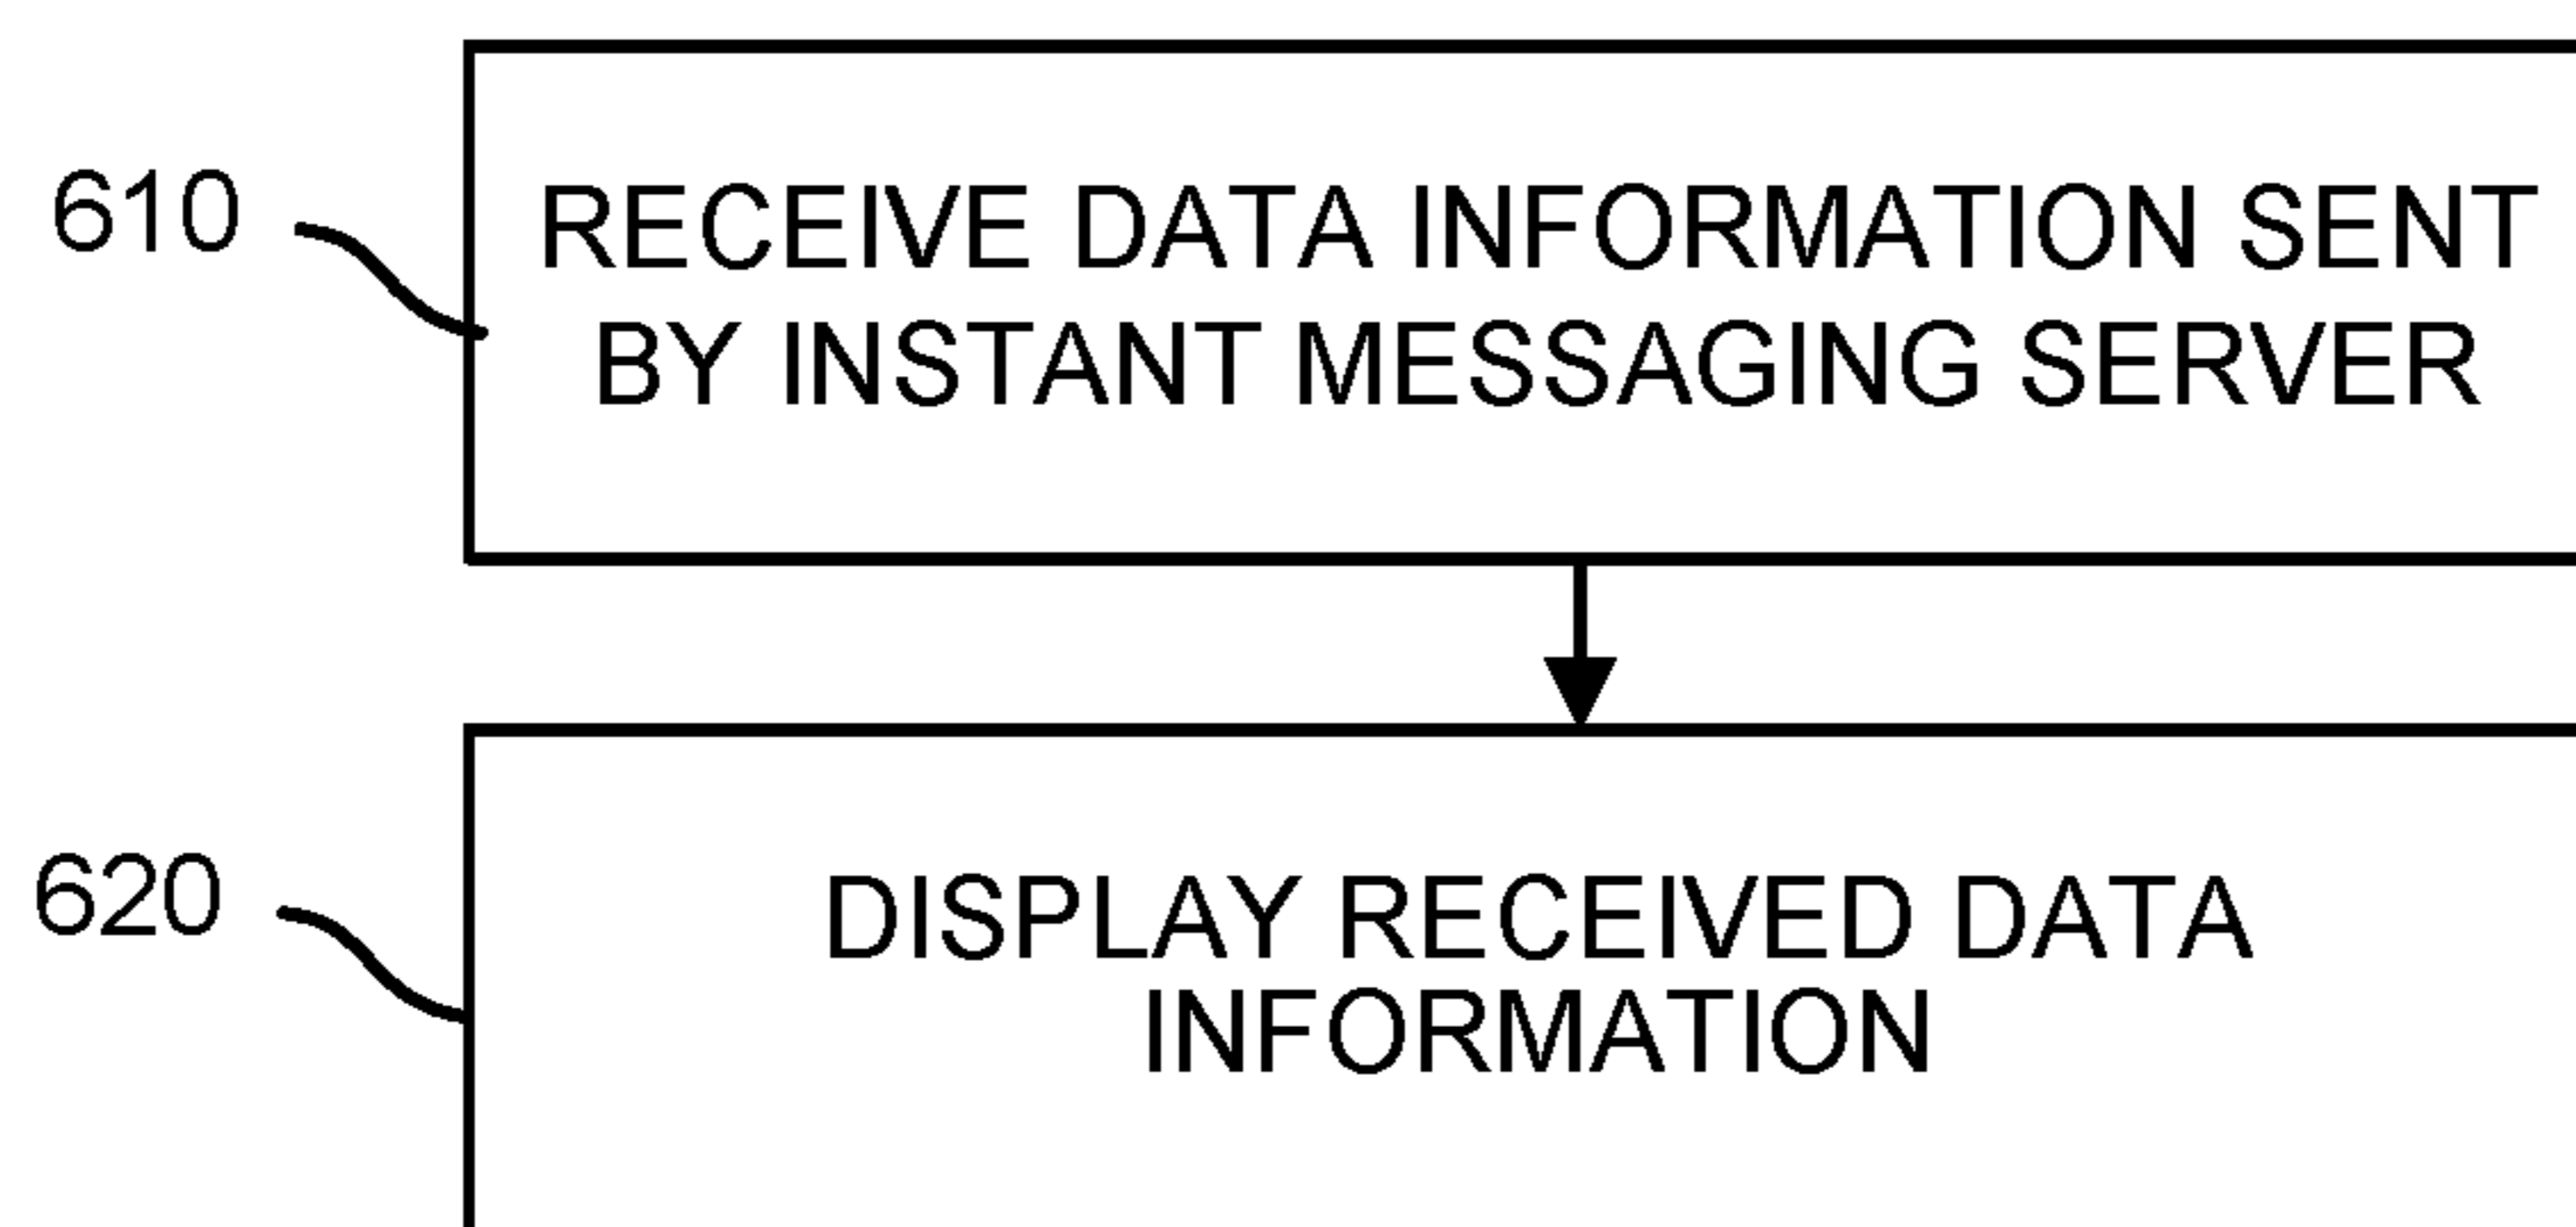 610
RECEIVE DATA INFORMATION SENT
BY INSTANT MESSAGING SERVER
620
DISPLAY RECEIVED DATA
INFORMATION